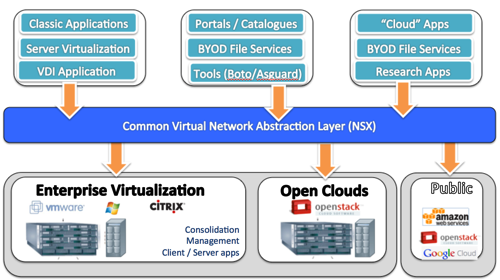 Classic Applications
Server Virtualization
VDI Application
Portals / Catalogues
BYOD File Services
Tools (Boto/Asguard)
“Cloud” Apps
BYOD File Services
Research Apps
Common Virtual Network Abstraction Layer (NSX)
Enterprise Virtualization
vmware
CITRIX
Consolidation
Management
Client / Server apps
Open Clouds
openstack
CLOUD SOFTWARE
Public
amazon
web services
openstack
CLOUD SOFTWARE
Google Cloud